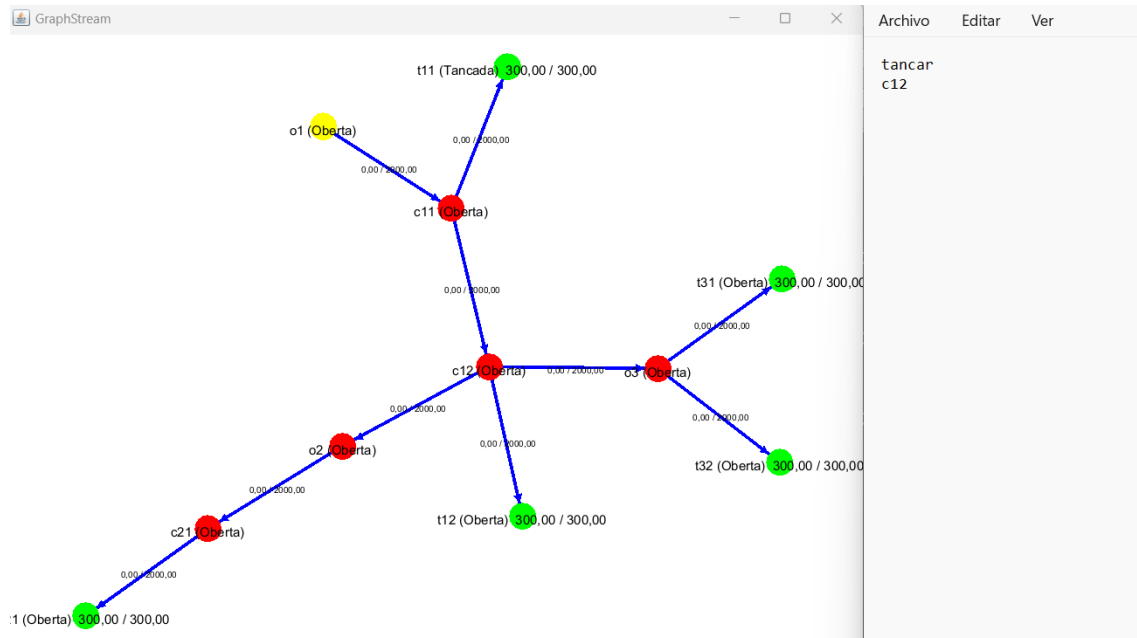 GraphStream
Archivo Editar Ver
tancar
c12
t11 (Tancada) 300,00 / 300,00
o1 (Oberta)
0,00 / 2000,00
0,00 / 2000,00
c11 (Oberta)
0,00 / 2000,00
t31 (Oberta) 300,00 / 300,00
0,00 / 2000,00
c12 (Oberta)
0,00 / 2000,00
o3 (Oberta)
0,00 / 2000,00
0,00 / 2000,00
0,00 / 2000,00
o2 (Oberta)
t32 (Oberta) 300,00 / 300,00
0,00 / 2000,00
t12 (Oberta) 300,00 / 300,00
c21 (Oberta)
0,00 / 2000,00
1 (Oberta) 300,00 / 300,00